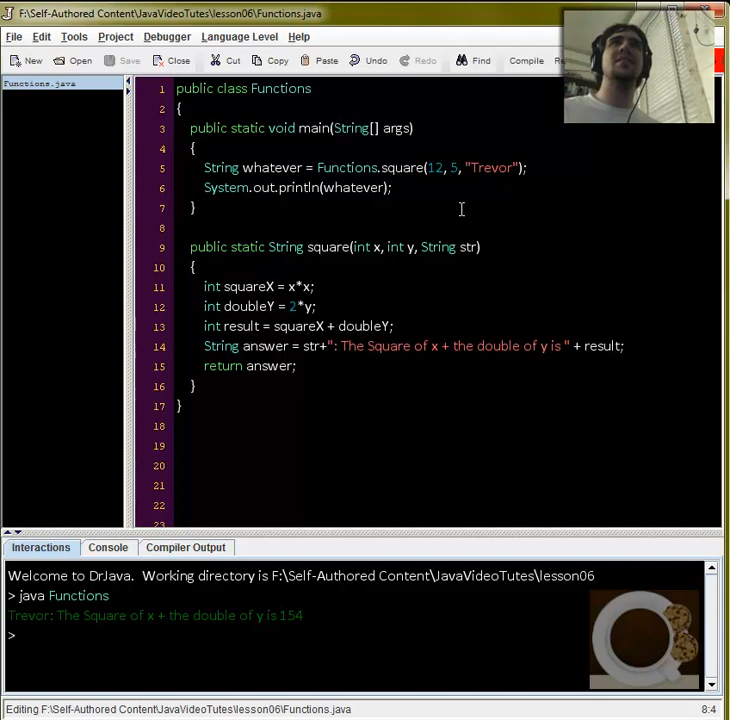 F:\Self-Authored Content\JavaVideoTutes\lesson06\Functions.java
File Edit Tools Project Debugger Language Level Help
New Open Save Close Cut Copy Paste Undo Redo Find Compile
Functions.java
1 public class Functions
2 {
3 public static void main(String[] args)
4 {
5 String whatever = Functions.square(12, 5, "Trevor");
6 System.out.println(whatever);
7 }
8
9 public static String square(int x, int y, String str)
10 {
11 int squareX = x*x;
12 int doubleY = 2*y;
13 int result = squareX + doubleY;
14 String answer = str+": The Square of x + the double of y is " + result;
15 return answer;
16 }
17 }
18
19
20
21
22
23
Interactions Console Compiler Output
Welcome to DrJava. Working directory is F:\Self-Authored Content\JavaVideoTutes\lesson06
> java Functions
Trevor: The Square of x + the double of y is 154
>
Editing F:\Self-Authored Content\JavaVideoTutes\lesson06\Functions.java 8:4